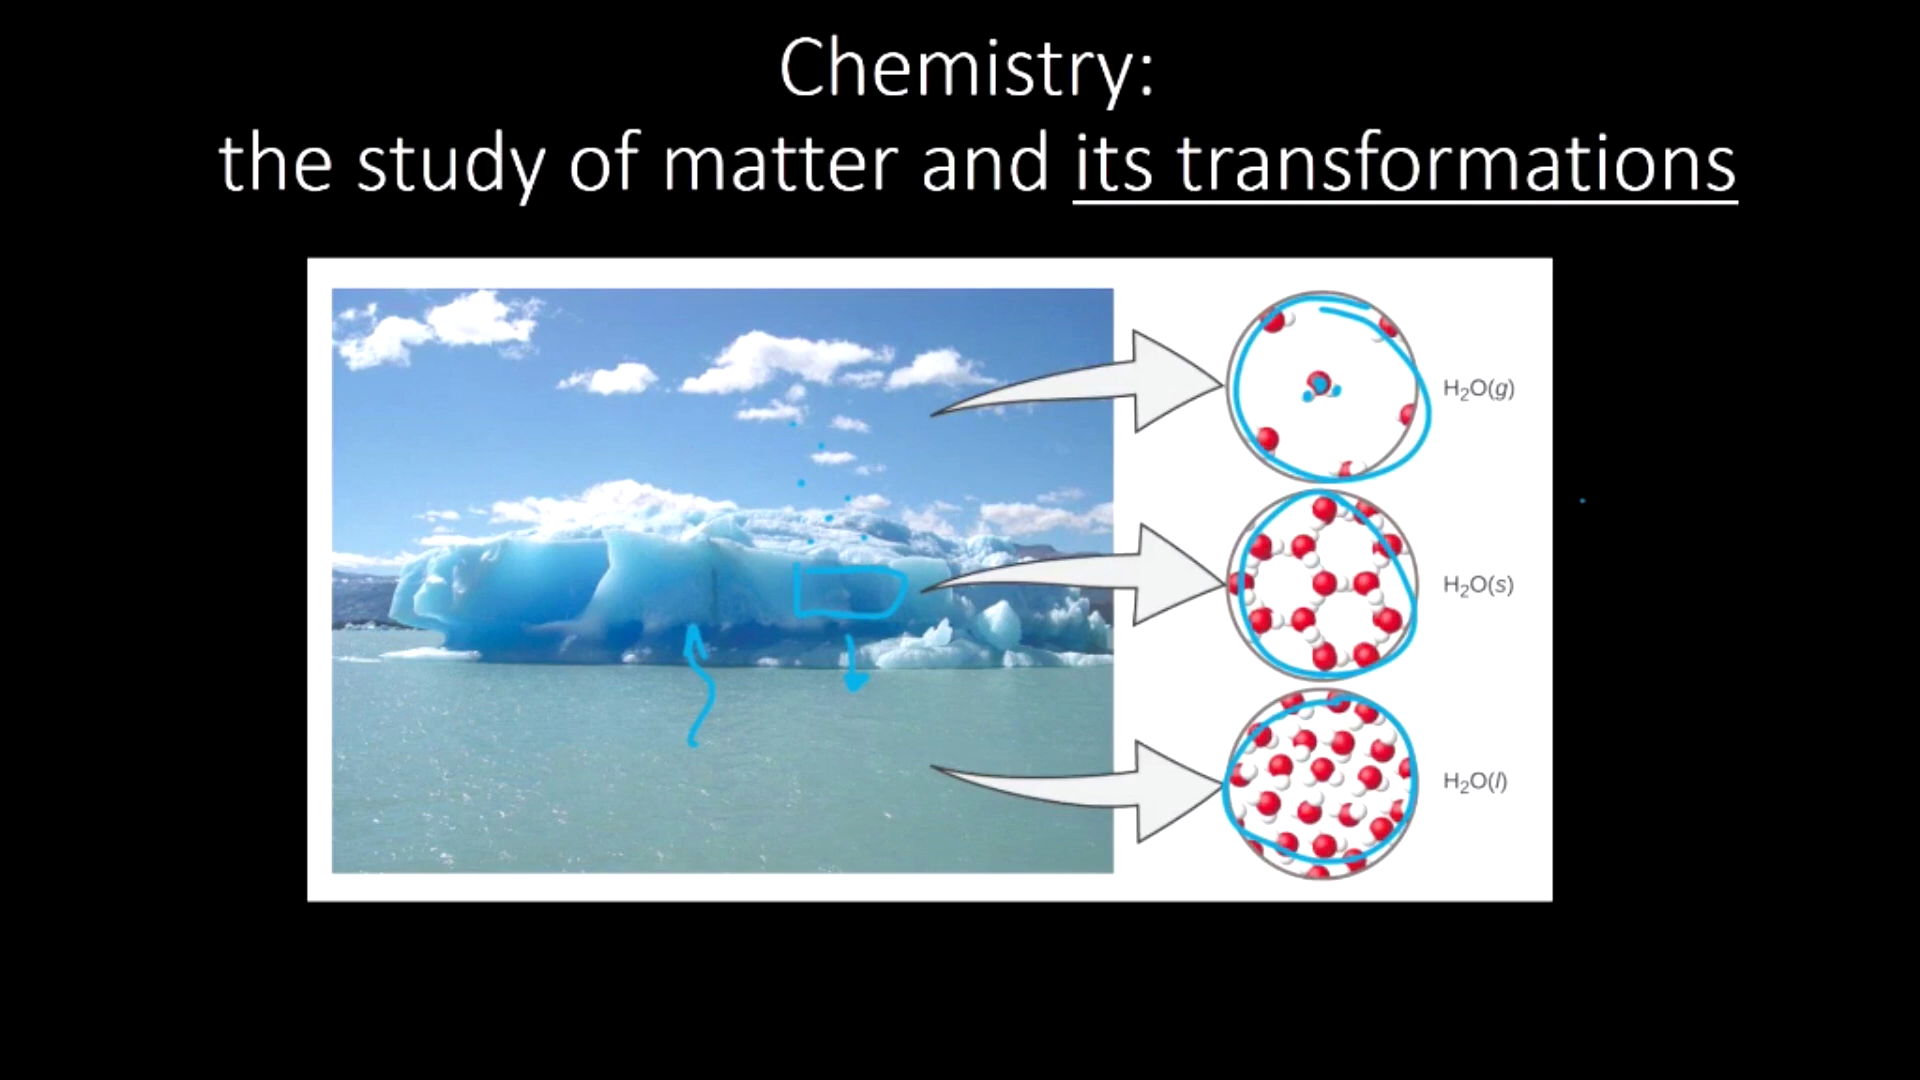 Chemistry:
the study of matter and its transformations
H₂O(g)
H₂O(s)
H₂O(l)